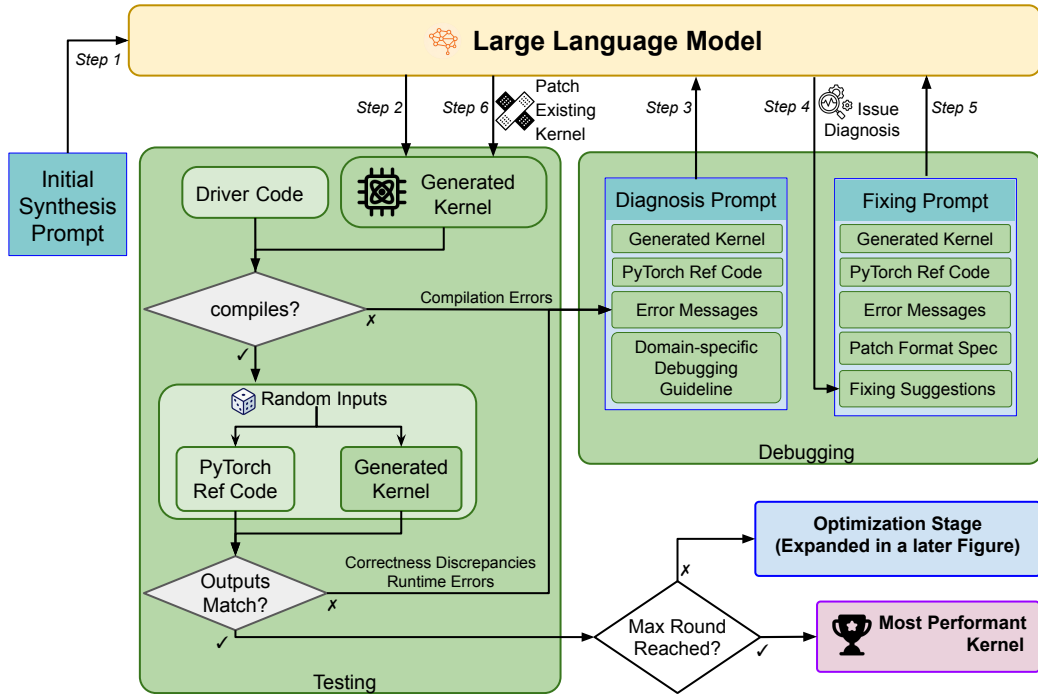 Large Language Model
Step 1
Step 2
Step 6
Patch
Existing
Kernel
Step 3
Step 4
Issue
Diagnosis
Step 5
Initial
Synthesis
Prompt
Driver Code
Generated
Kernel
compiles?
✗
✓
Compilation Errors
Random Inputs
PyTorch
Ref Code
Generated
Kernel
Outputs
Match?
✗
✓
Correctness Discrepancies
Runtime Errors
Testing
Diagnosis Prompt
Generated Kernel
PyTorch Ref Code
Error Messages
Domain-specific
Debugging
Guideline
Fixing Prompt
Generated Kernel
PyTorch Ref Code
Error Messages
Patch Format Spec
Fixing Suggestions
Debugging
Max Round
Reached?
✗
✓
Optimization Stage
(Expanded in a later Figure)
Most Performant
Kernel